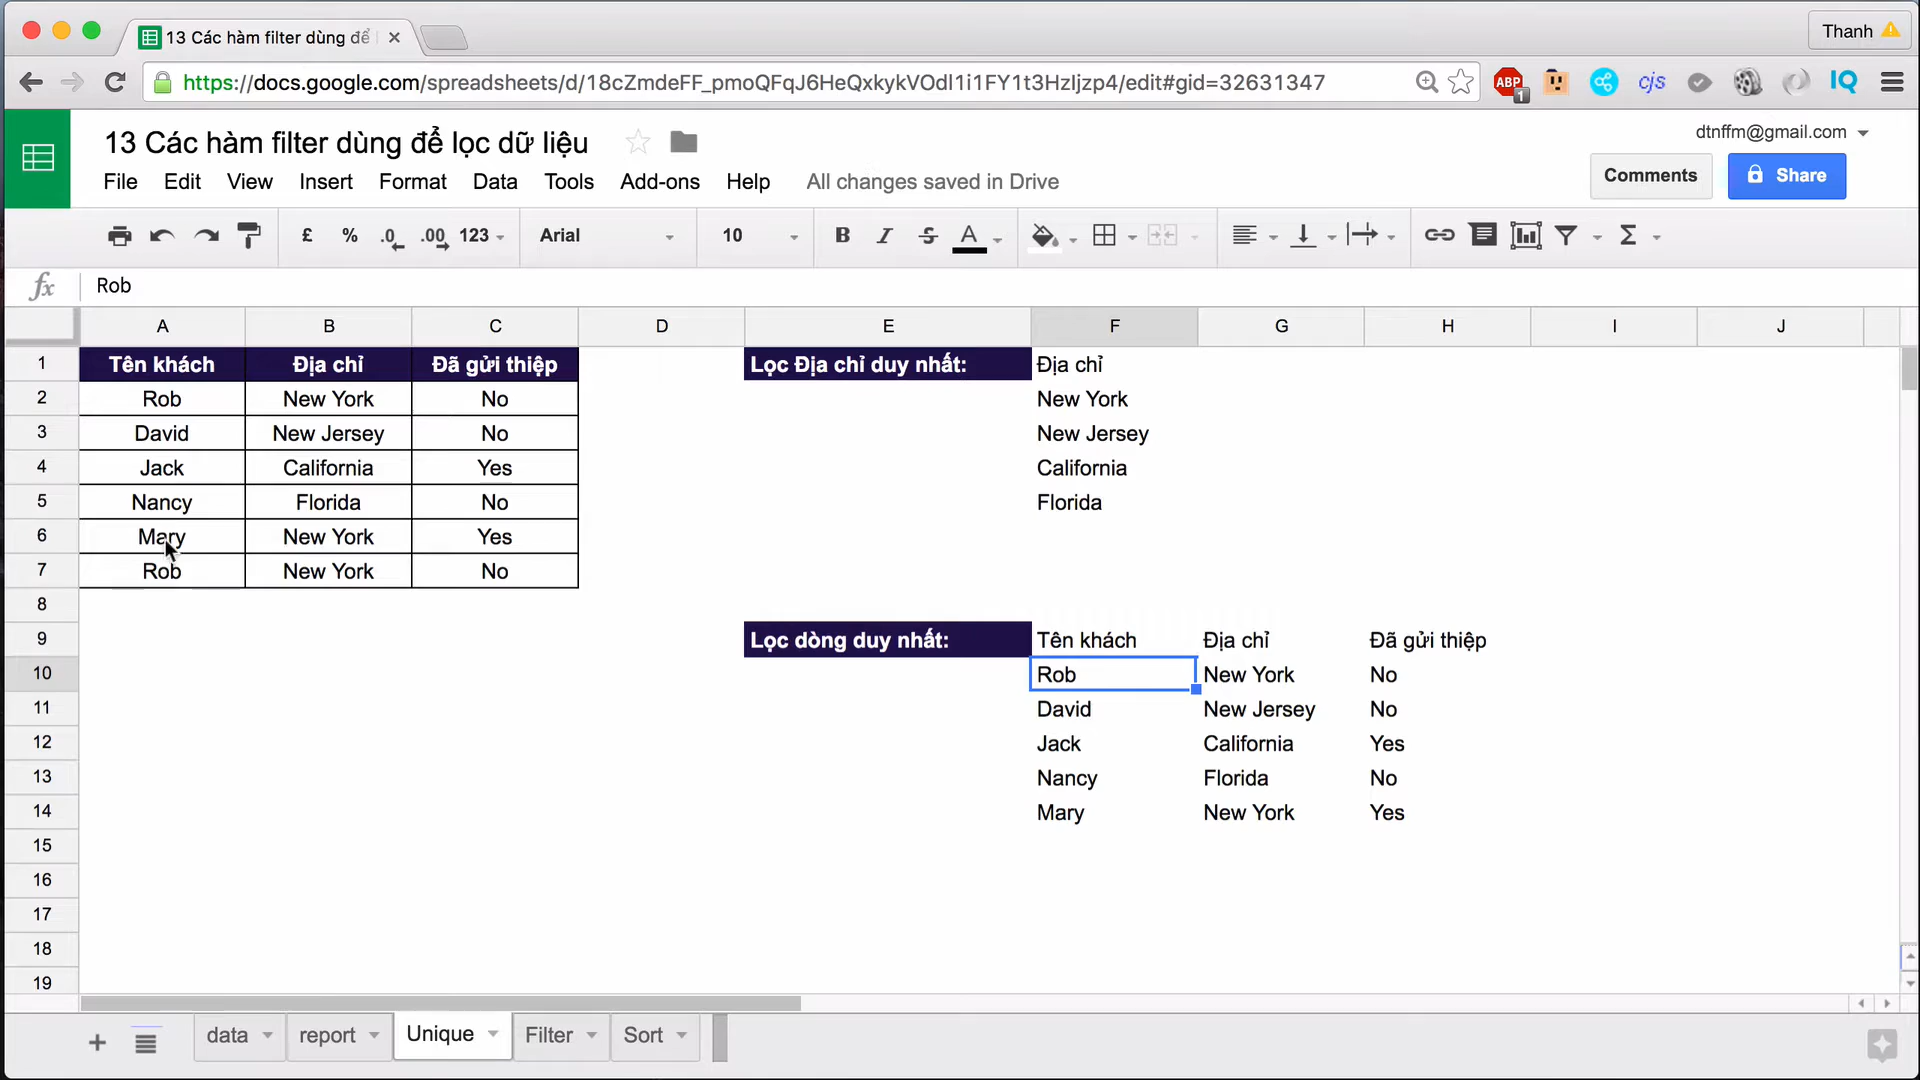 13 Các hàm filter dùng để
Thanh
https://docs.google.com/spreadsheets/d/18cZmdeFF_pmoQFqJ6HeQxkykVOdl1i1FY1t3HzIjzp4/edit#gid=32631347
ABP 1 cjs IQ
13 Các hàm filter dùng để lọc dữ liệu
dtnffm@gmail.com
File Edit View Insert Format Data Tools Add-ons Help All changes saved in Drive
Comments Share
£ % .0 .00 123 Arial 10 B I S A Σ
fx Rob
A B C D E F G H I J
1 Tên khách Địa chỉ Đã gửi thiệp Lọc Địa chỉ duy nhất: Địa chỉ
2 Rob New York No New York
3 David New Jersey No New Jersey
4 Jack California Yes California
5 Nancy Florida No Florida
6 Mary New York Yes
7 Rob New York No
8
9 Lọc dòng duy nhất: Tên khách Địa chỉ Đã gửi thiệp
10 Rob New York No
11 David New Jersey No
12 Jack California Yes
13 Nancy Florida No
14 Mary New York Yes
15
16
17
18
19
+ data report Unique Filter Sort